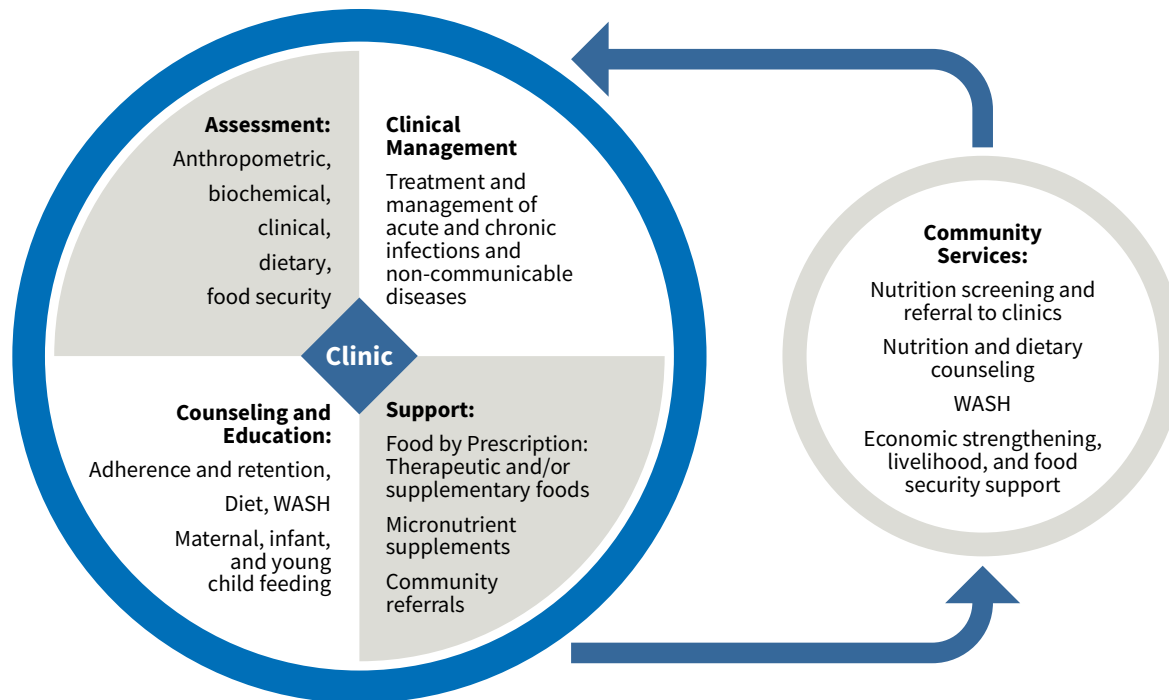 Assessment:
Anthropometric,
biochemical,
clinical,
dietary,
food security
Clinical
Management
Treatment and
management of
acute and chronic
infections and
non-communicable
diseases
Clinic
Counseling and
Education:
Adherence and retention,
Diet, WASH
Maternal, infant,
and young
child feeding
Support:
Food by Prescription:
Therapeutic and/or
supplementary foods
Micronutrient
supplements
Community
referrals
Community
Services:
Nutrition screening and
referral to clinics
Nutrition and dietary
counseling
WASH
Economic strengthening,
livelihood, and food
security support